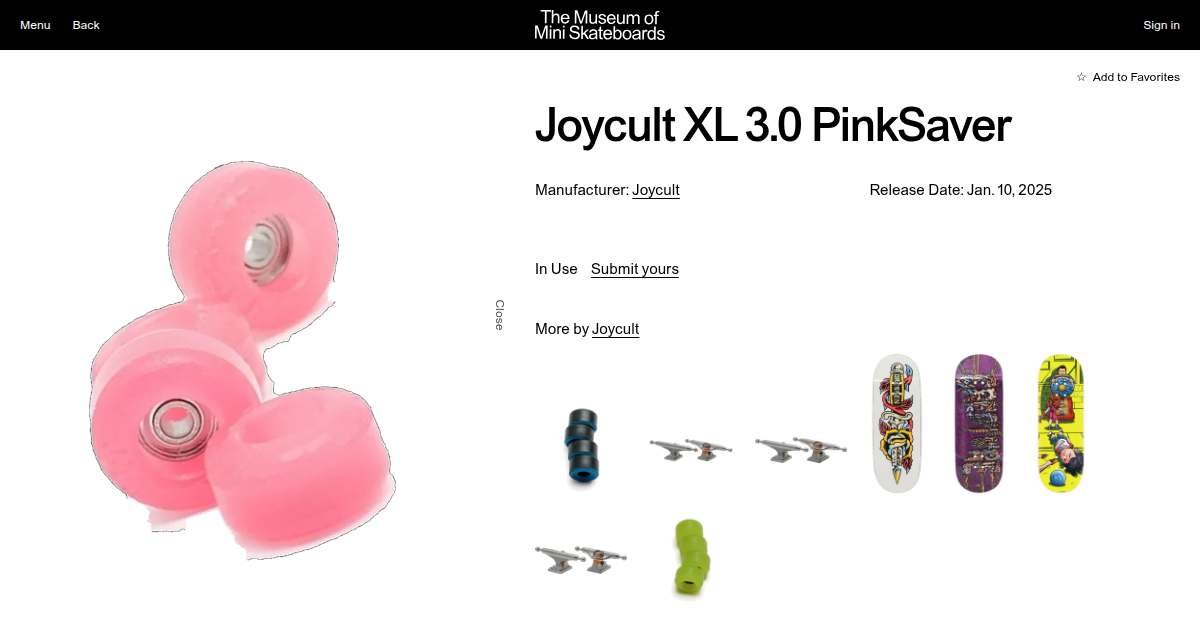 Menu
Back
The Museum of
Mini Skateboards
Sign in
☆ Add to Favorites
Joycult XL 3.0 PinkSaver
Manufacturer: Joycult
Release Date: Jan. 10, 2025
In Use
Submit yours
Close
More by Joycult